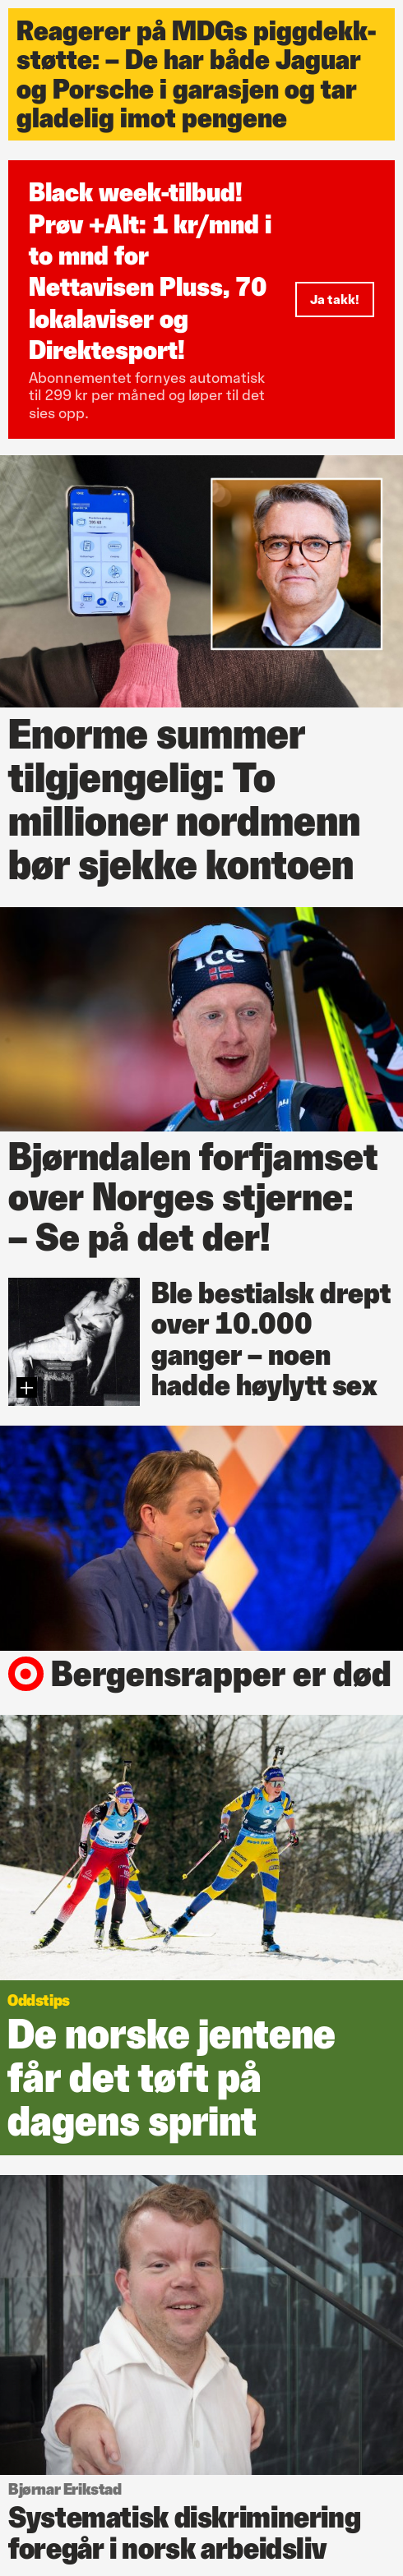 Reagerer på MDGs piggdekk-
støtte: – De har både Jaguar
og Porsche i garasjen og tar
gladelig imot pengene
Black week-tilbud!
Prøv +Alt: 1 kr/mnd i
to mnd for
Nettavisen Pluss, 70
lokalaviser og
Direktesport!
Ja takk!
Abonnementet fornyes automatisk
til 299 kr per måned og løper til det
sies opp.
Enorme summer
tilgjengelig: To
millioner nordmenn
bør sjekke kontoen
ICE
CRAFT
Bjørndalen forfjamset
over Norges stjerne:
– Se på det der!
Ble bestialsk drept
over 10.000
ganger – noen
hadde høylytt sex
Bergensrapper er død
Oddstips
De norske jentene
får det tøft på
dagens sprint
Bjørnar Erikstad
Systematisk diskriminering
foregår i norsk arbeidsliv